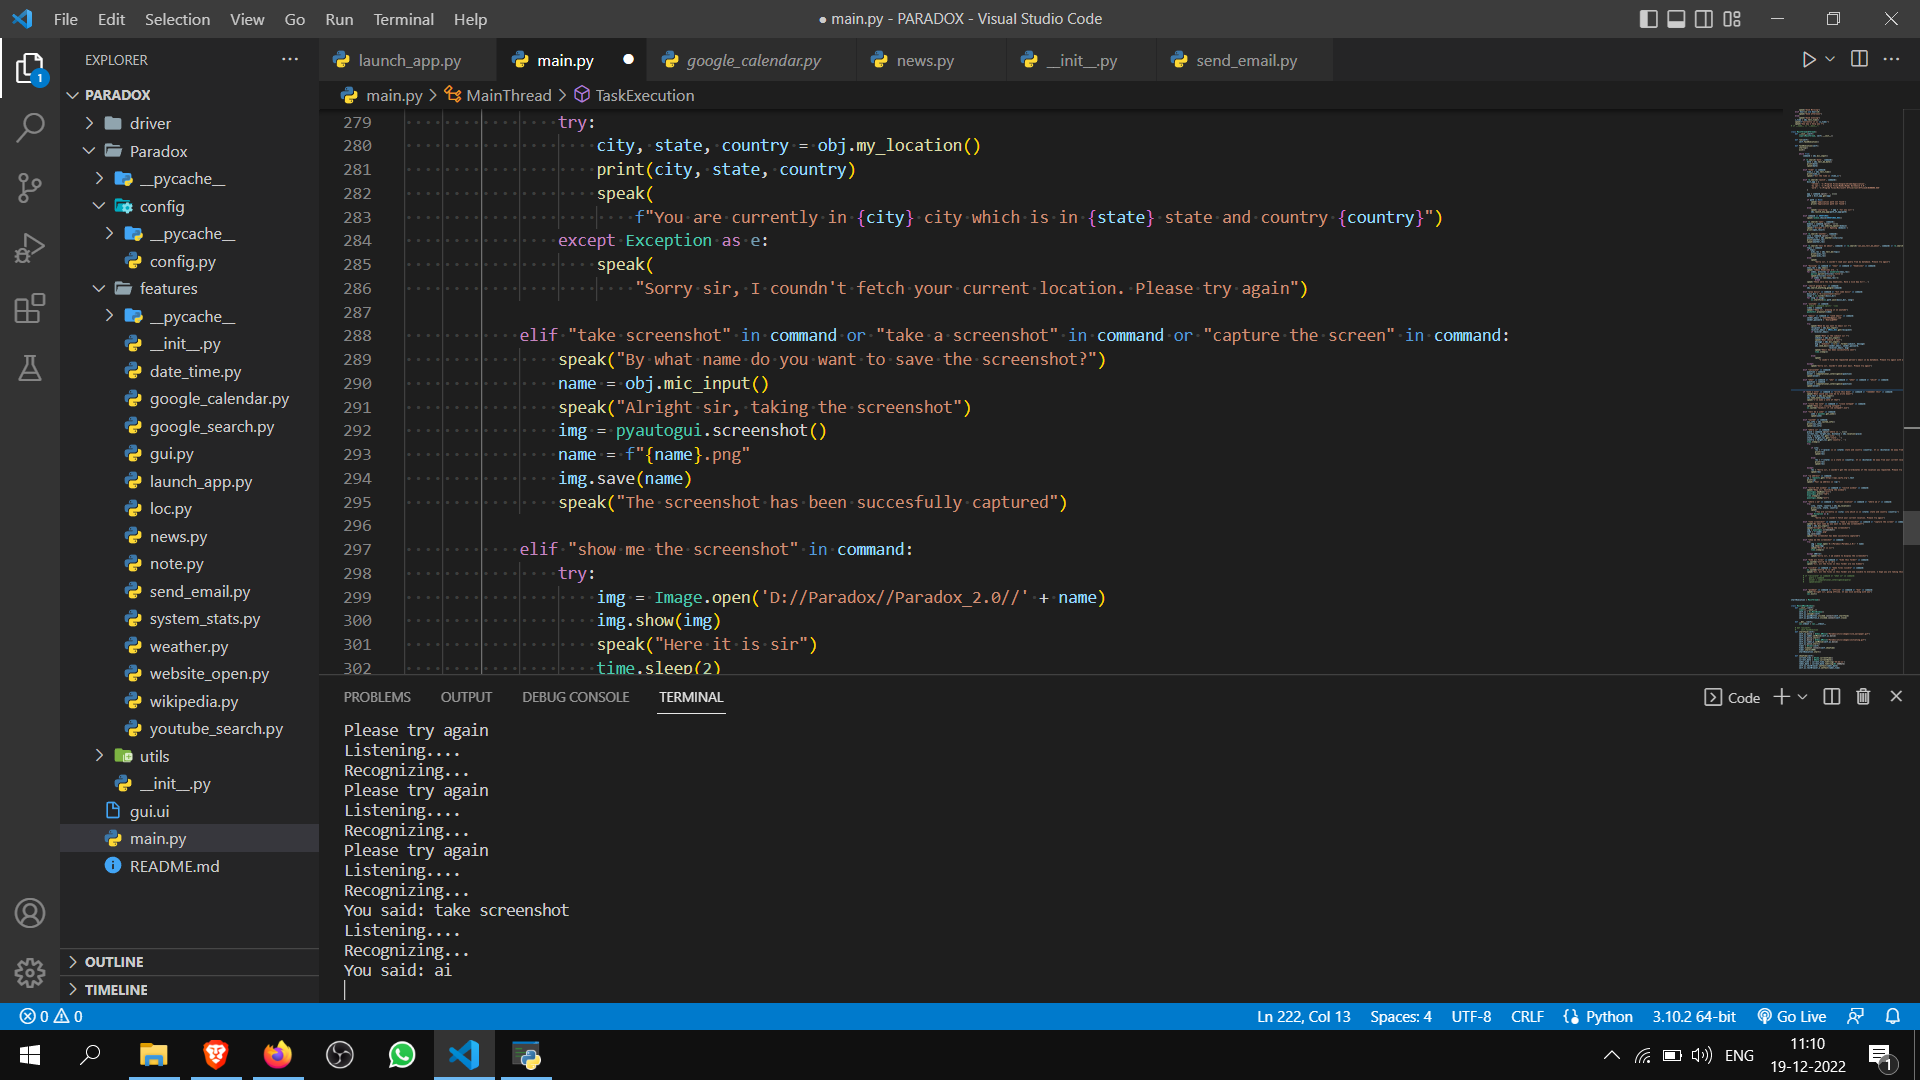 File Edit Selection View Go Run Terminal Help
● main.py - PARADOX - Visual Studio Code
EXPLORER
launch_app.py
main.py
google_calendar.py
news.py
__init__.py
send_email.py
main.py > MainThread > TaskExecution
PARADOX
driver
Paradox
__pycache__
config
__pycache__
config.py
features
__pycache__
__init__.py
date_time.py
google_calendar.py
google_search.py
gui.py
launch_app.py
loc.py
news.py
note.py
send_email.py
system_stats.py
weather.py
website_open.py
wikipedia.py
youtube_search.py
utils
__init__.py
gui.ui
main.py
README.md
OUTLINE
TIMELINE
279 try:
280 city, state, country = obj.my_location()
281 print(city, state, country)
282 speak(
283 f"You are currently in {city} city which is in {state} state and country {country}")
284 except Exception as e:
285 speak(
286 "Sorry sir, I coundn't fetch your current location. Please try again")
287
288 elif "take screenshot" in command or "take a screenshot" in command or "capture the screen" in command:
289 speak("By what name do you want to save the screenshot?")
290 name = obj.mic_input()
291 speak("Alright sir, taking the screenshot")
292 img = pyautogui.screenshot()
293 name = f"{name}.png"
294 img.save(name)
295 speak("The screenshot has been succesfully captured")
296
297 elif "show me the screenshot" in command:
298 try:
299 img = Image.open('D://Paradox//Paradox_2.0//' + name)
300 img.show(img)
301 speak("Here it is sir")
302 time.sleep(2)
PROBLEMS OUTPUT DEBUG CONSOLE TERMINAL
Code
Please try again
Listening....
Recognizing...
Please try again
Listening....
Recognizing...
Please try again
Listening....
Recognizing...
You said: take screenshot
Listening....
Recognizing...
You said: ai
0 0
Ln 222, Col 13 Spaces: 4 UTF-8 CRLF Python 3.10.2 64-bit Go Live
ENG
11:10
19-12-2022
1
1